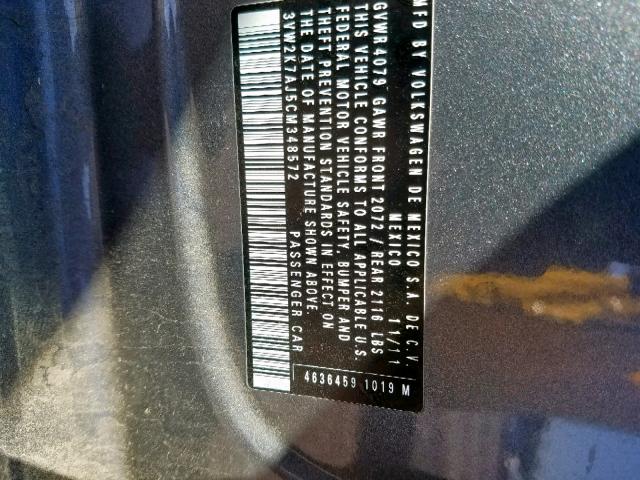 MFD BY VOLKSWAGEN DE MEXICO S.A. DE C.V
MEXICO 11/11
GVWR 4079 GAWR FRONT 2072 / REAR 2116 LBS
THIS VEHICLE CONFORMS TO ALL APPLICABLE U.S.
FEDERAL MOTOR VEHICLE SAFETY, BUMPER AND
THEFT PREVENTION STANDARDS IN EFFECT ON
THE DATE OF MANUFACTURE SHOWN ABOVE.
3VW2K7AJ5CM348572 PASSENGER CAR
4636459 1019 M